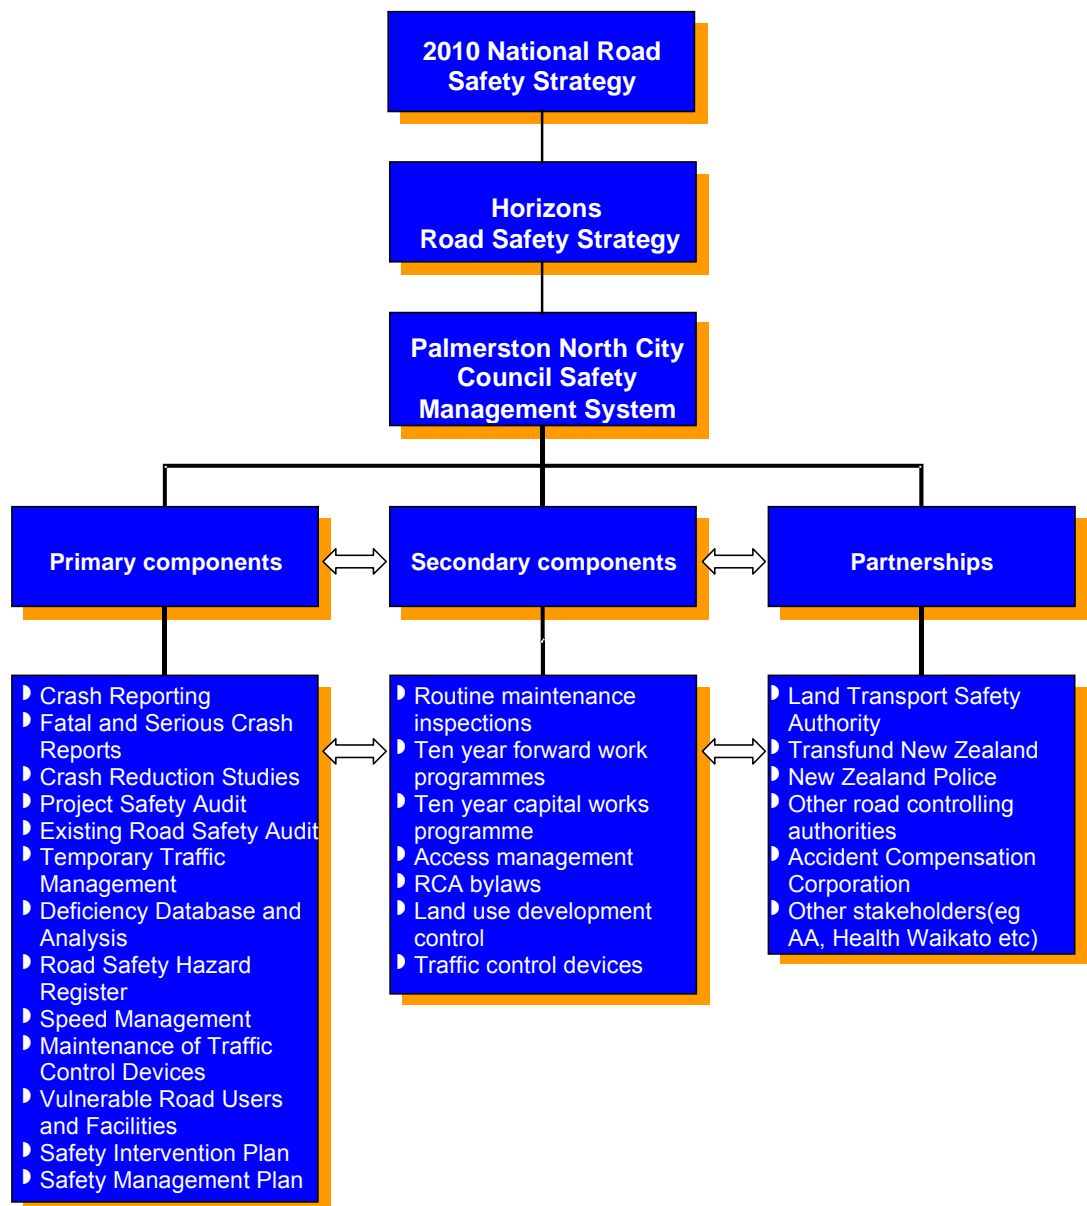 2010 National Road
Safety Strategy
Horizons
Road Safety Strategy
Palmerston North City
Council Safety
Management System
Primary components
Secondary components
Partnerships
Crash Reporting
Fatal and Serious Crash
Reports
Crash Reduction Studies
Project Safety Audit
Existing Road Safety Audit
Temporary Traffic
Management
Deficiency Database and
Analysis
Road Safety Hazard
Register
Speed Management
Maintenance of Traffic
Control Devices
Vulnerable Road Users
and Facilities
Safety Intervention Plan
Safety Management Plan
Routine maintenance
inspections
Ten year forward work
programmes
Ten year capital works
programme
Access management
RCA bylaws
Land use development
control
Traffic control devices
Land Transport Safety
Authority
Transfund New Zealand
New Zealand Police
Other road controlling
authorities
Accident Compensation
Corporation
Other stakeholders(eg
AA, Health Waikato etc)